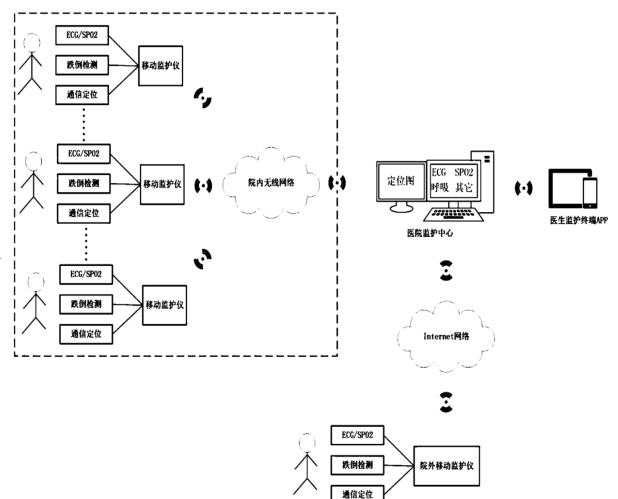 ECG/SPO2
跌倒检测
通信定位
移动监护仪
ECG/SPO2
跌倒检测
通信定位
移动监护仪
ECG/SPO2
跌倒检测
通信定位
移动监护仪
院内无线网络
定位图
ECG SPO2
呼吸 其它
医院监护中心
医生监护终端APP
Internet网络
ECG/SPO2
跌倒检测
通信定位
院外移动监护仪